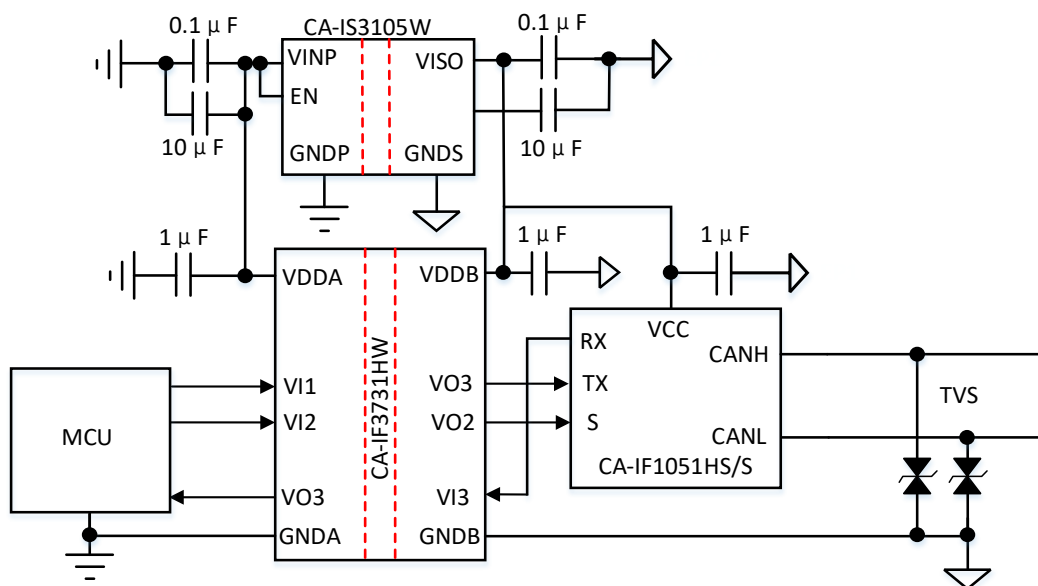 CA-IS3105W
0.1 μ F
0.1 μ F
VINP
VISO
EN
10 μ F
10 μ F
GNDP
GNDS
1 μ F
1 μ F
1 μ F
VDDA
VDDB
VCC
RX
CANH
CA-IF3731HW
VI1
VO3
TX
TVS
MCU
VI2
VO2
S
CANL
CA-IF1051HS/S
VO3
VI3
GNDA
GNDB